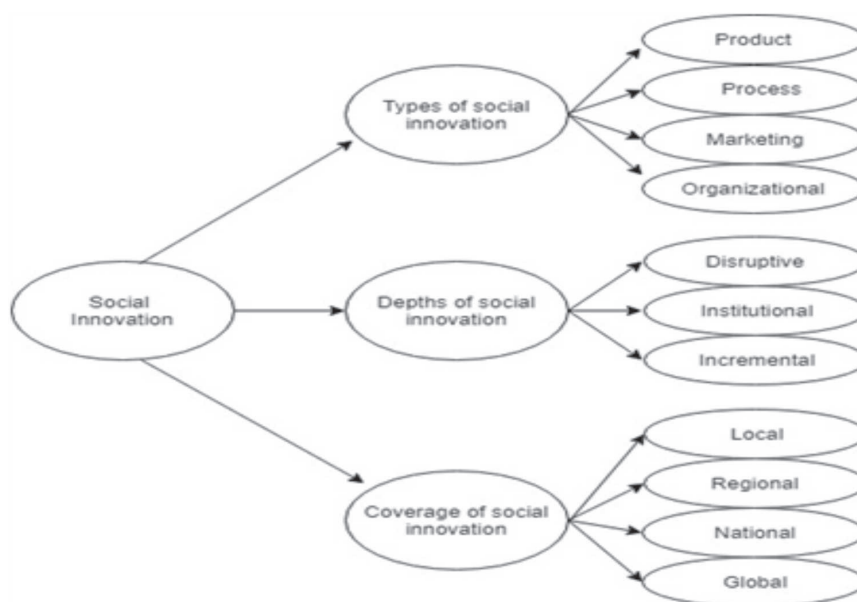 Social
Innovation
Types of social
innovation
Product
Process
Marketing
Organizational
Depths of social
innovation
Disruptive
Institutional
Incremental
Coverage of social
innovation
Local
Regional
National
Global